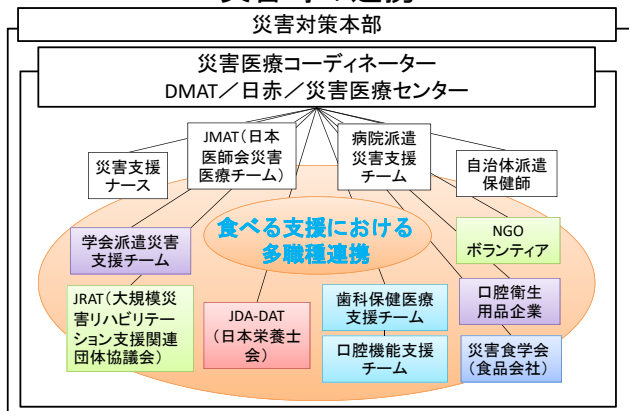 災害対策本部
災害医療コーディネーター
DMAT／日赤／災害医療センター
災害支援
ナース
JMAT（日本
医師会災害
医療チーム）
病院派遣
災害支援
チーム
自治体派遣
保健師
食べる支援における
多職種連携
学会派遣災害
支援チーム
NGO
ボランティア
JRAT（大規模災
害リハビリテー
ション支援関連
団体協議会）
JDA-DAT
（日本栄養士
会）
歯科保健医療
支援チーム
口腔機能支援
チーム
口腔衛生
用品企業
災害食学会
（食品会社）